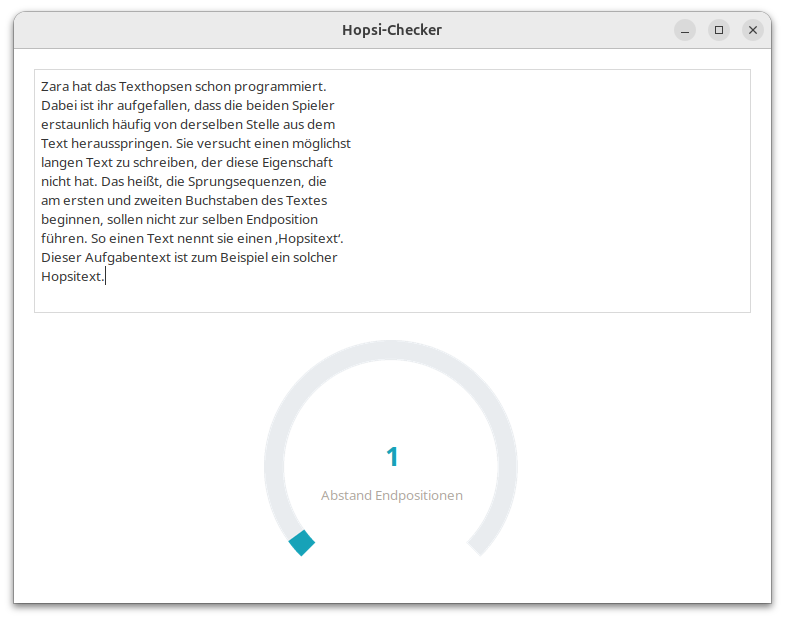 Hopsi-Checker
Zara hat das Texthopsen schon programmiert.
Dabei ist ihr aufgefallen, dass die beiden Spieler
erstaunlich häufig von derselben Stelle aus dem
Text herausspringen. Sie versucht einen möglichst
langen Text zu schreiben, der diese Eigenschaft
nicht hat. Das heißt, die Sprungsequenzen, die
am ersten und zweiten Buchstaben des Textes
beginnen, sollen nicht zur selben Endposition
führen. So einen Text nennt sie einen ‚Hopsitext‘.
Dieser Aufgabentext ist zum Beispiel ein solcher
Hopsitext.
1
Abstand Endpositionen